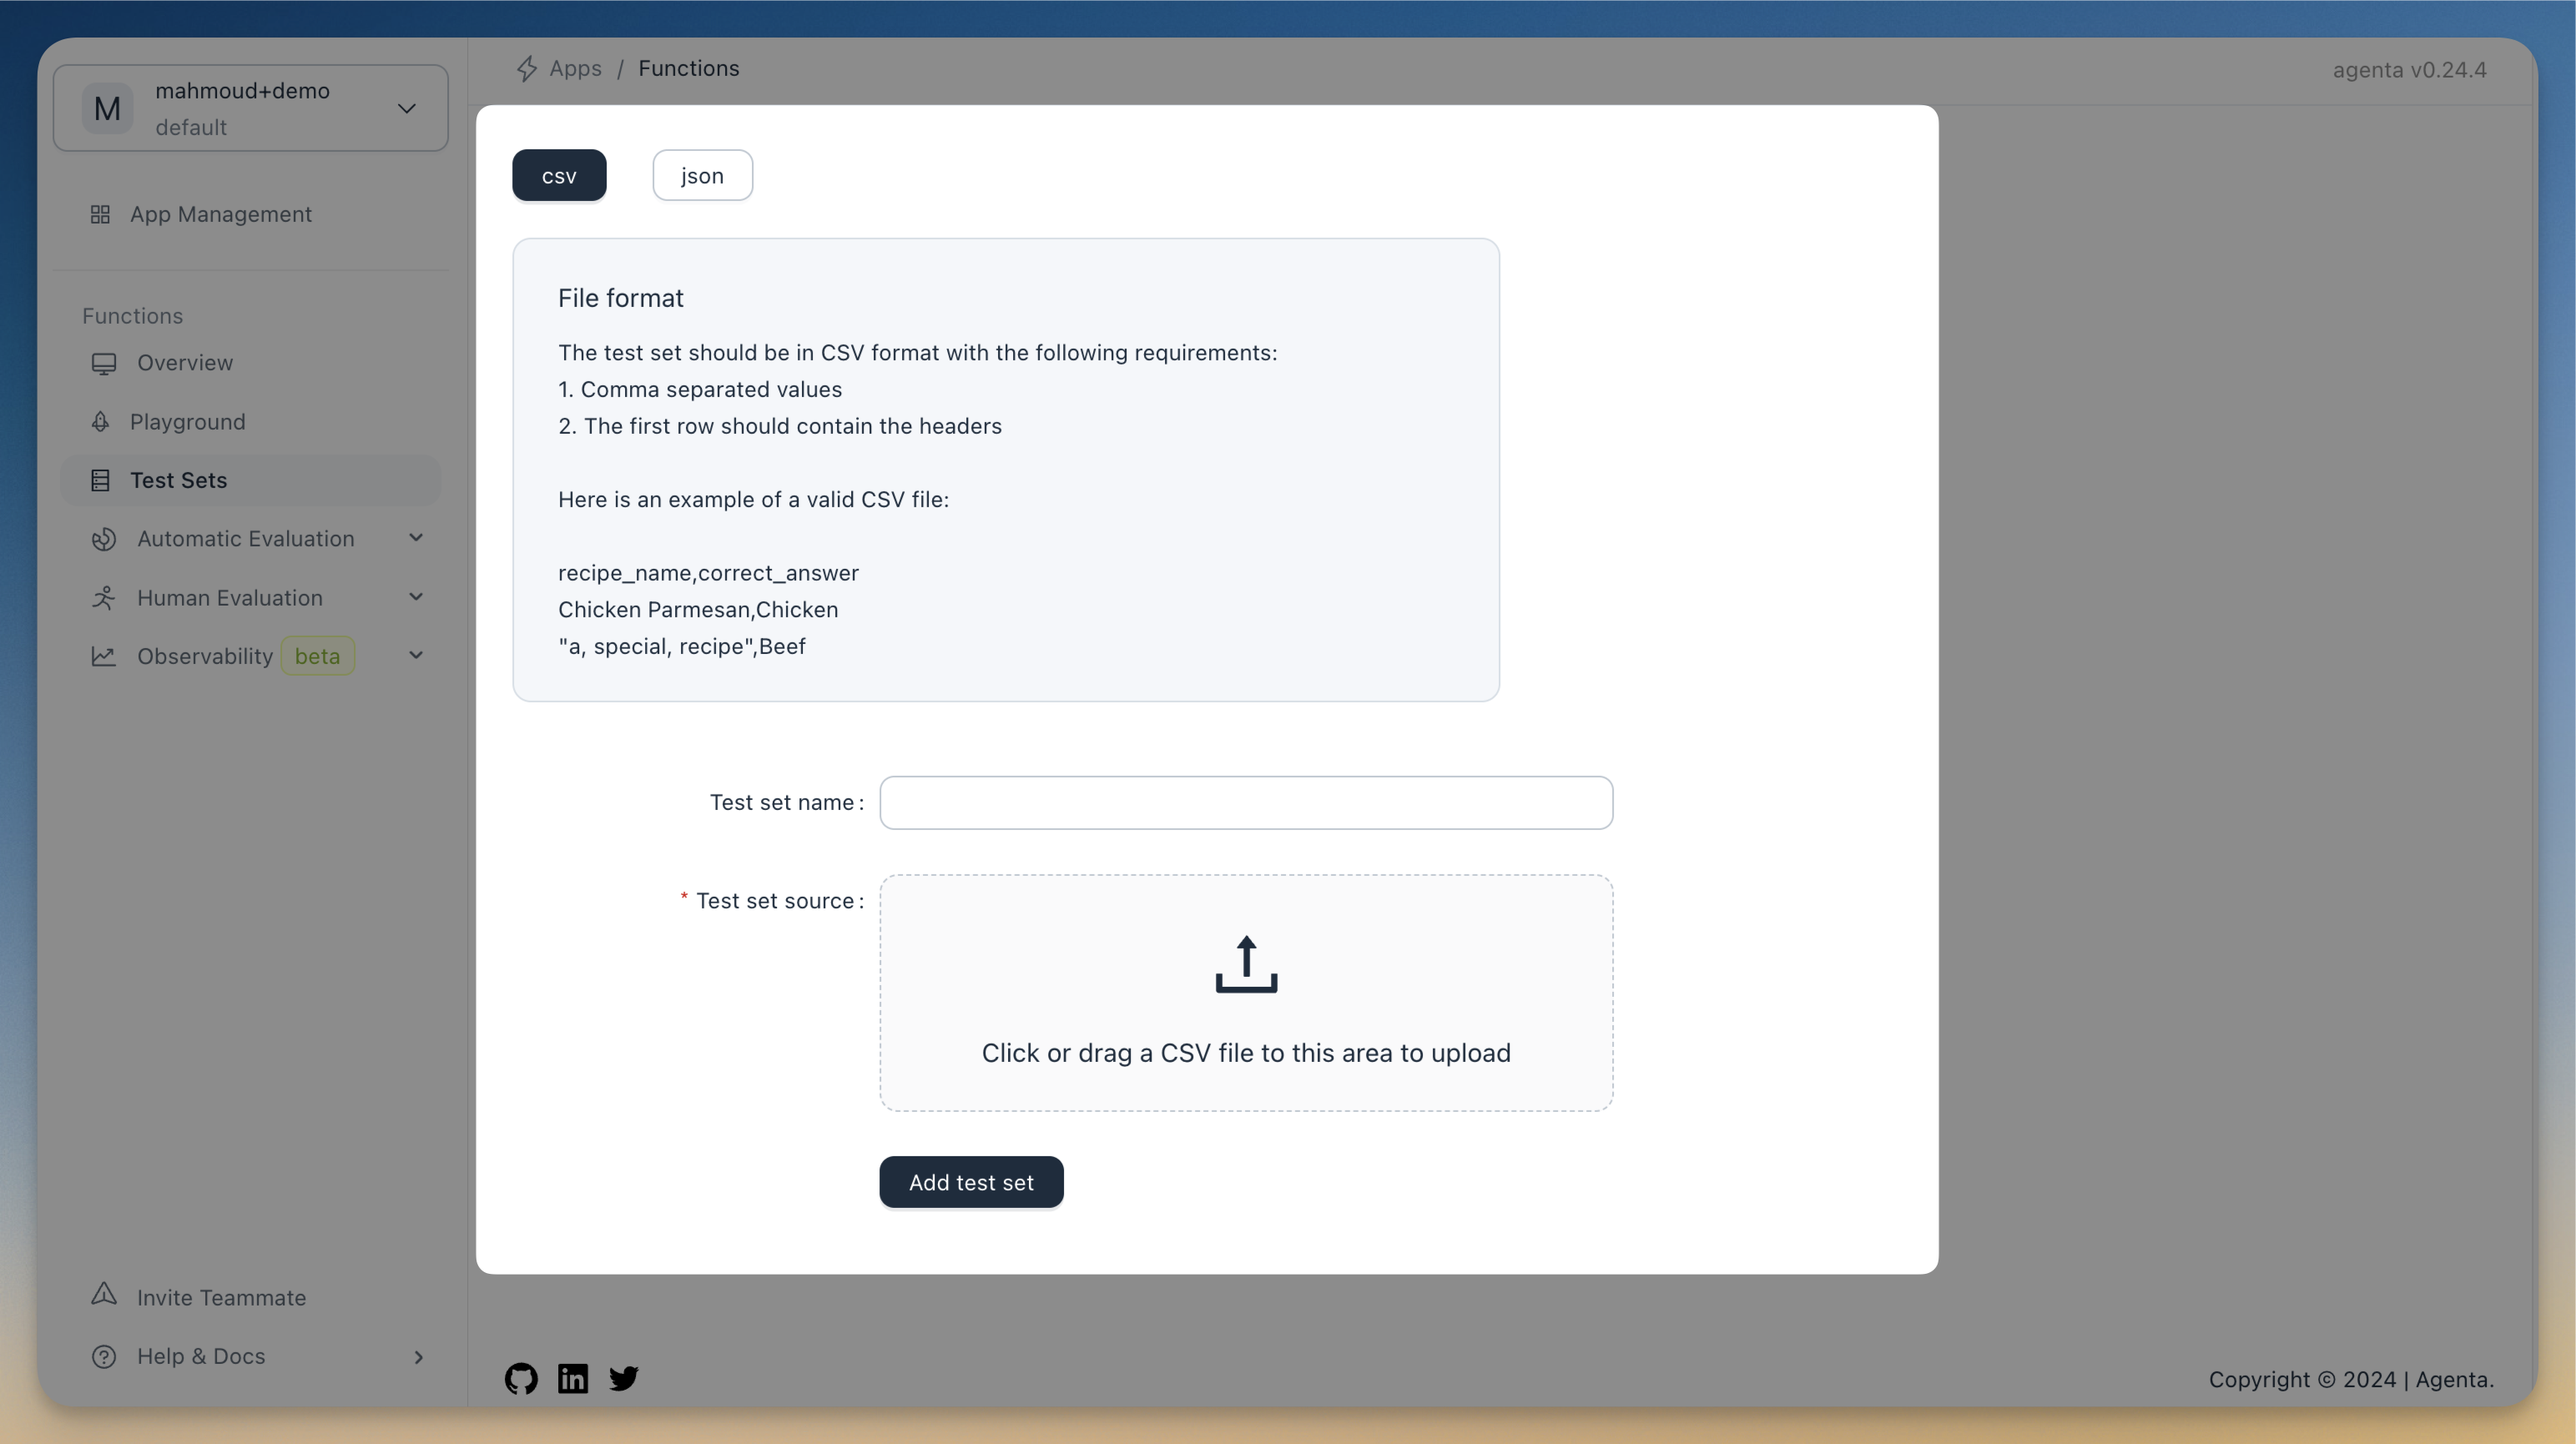 M
mahmoud+demo
default
App Management
Functions
Overview
Playground
Test Sets
Automatic Evaluation
Human Evaluation
Observability beta
Invite Teammate
Help & Docs
Apps / Functions
agenta v0.24.4
csv
json
File format
The test set should be in CSV format with the following requirements:
1. Comma separated values
2. The first row should contain the headers
Here is an example of a valid CSV file:
recipe_name,correct_answer
Chicken Parmesan,Chicken
"a, special, recipe",Beef
Test set name :
* Test set source :
Click or drag a CSV file to this area to upload
Add test set
in
Copyright © 2024 | Agenta.